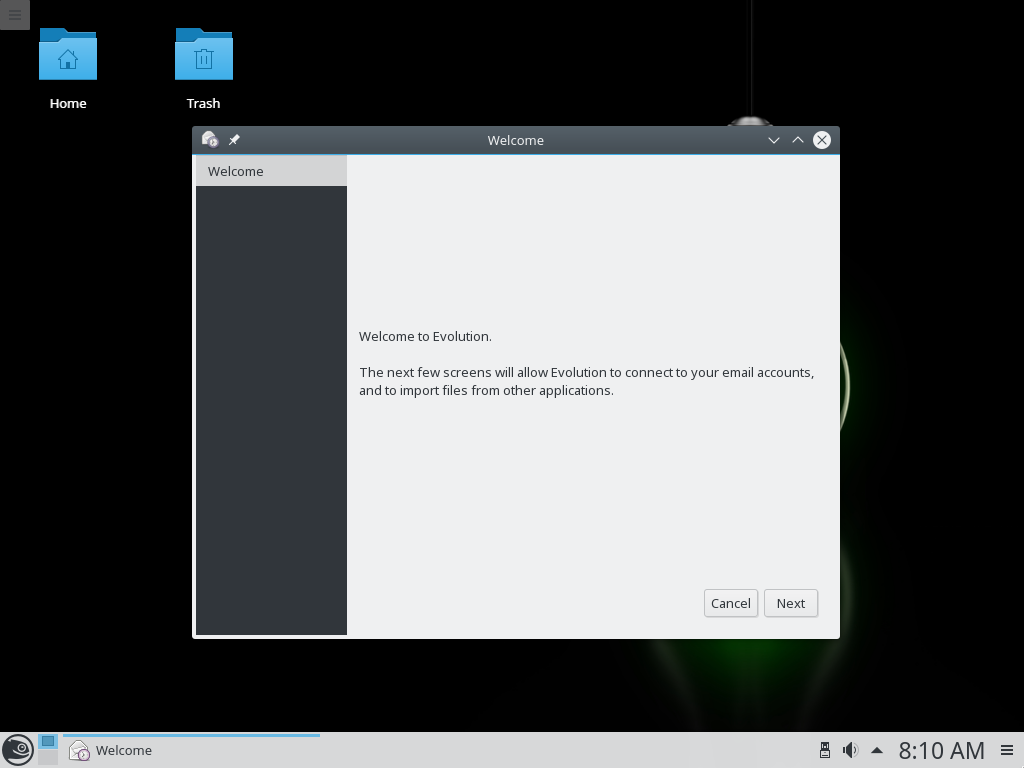 Home
Trash
Welcome
Welcome
Welcome to Evolution.
The next few screens will allow Evolution to connect to your email accounts,
and to import files from other applications.
Cancel
Next
Welcome
8:10 AM